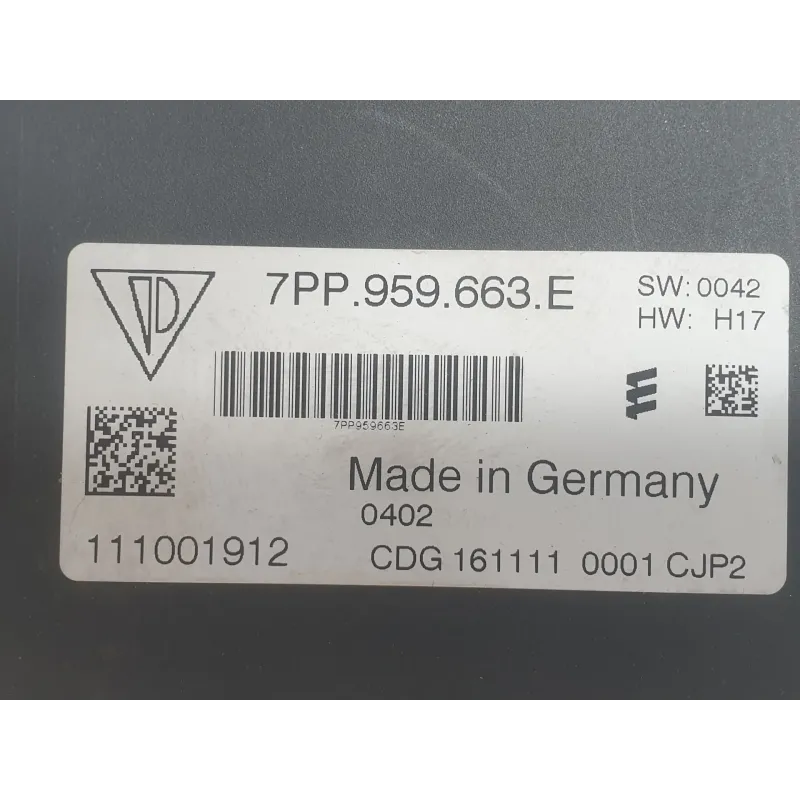 7PP.959.663.E
SW: 0042
HW: H17
7PP959663E
Made in Germany
0402
111001912
CDG 161111 0001 CJP2